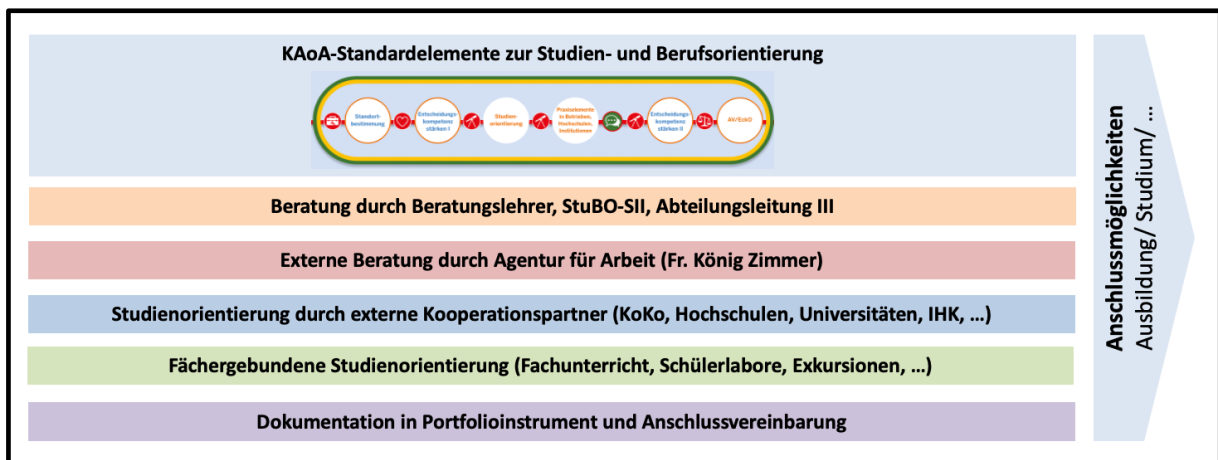 KAoA-Standardelemente zur Studien- und Berufsorientierung
Standort-
bestimmung
Entscheidungs-
kompetenz
stärken I
Studien-
orientierung
Praxiselemente
in Betrieben,
Hochschulen,
Institutionen
Entscheidungs-
kompetenz
stärken II
AV/EckO
Beratung durch Beratungslehrer, StuBO-SII, Abteilungsleitung III
Externe Beratung durch Agentur für Arbeit (Fr. König Zimmer)
Studienorientierung durch externe Kooperationspartner (KoKo, Hochschulen, Universitäten, IHK, …)
Fächergebundene Studienorientierung (Fachunterricht, Schülerlabore, Exkursionen, …)
Dokumentation in Portfolioinstrument und Anschlussvereinbarung
Anschlussmöglichkeiten
Ausbildung/ Studium/ …